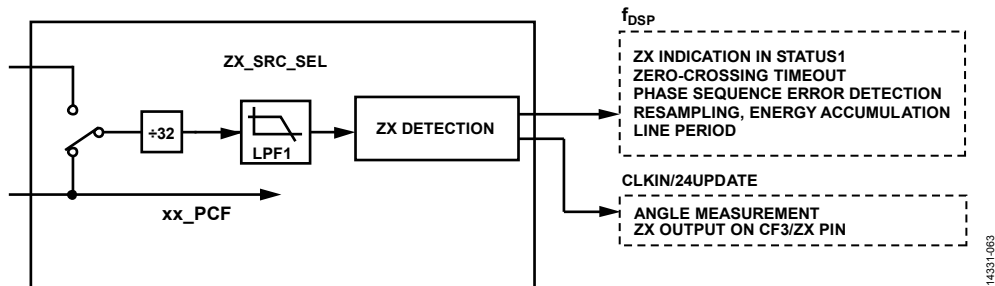 ZX_SRC_SEL
÷32
LPF1
ZX DETECTION
xx_PCF
fDSP
ZX INDICATION IN STATUS1
ZERO-CROSSING TIMEOUT
PHASE SEQUENCE ERROR DETECTION
RESAMPLING, ENERGY ACCUMULATION
LINE PERIOD
CLKIN/24UPDATE
ANGLE MEASUREMENT
ZX OUTPUT ON CF3/ZX PIN
14331-063